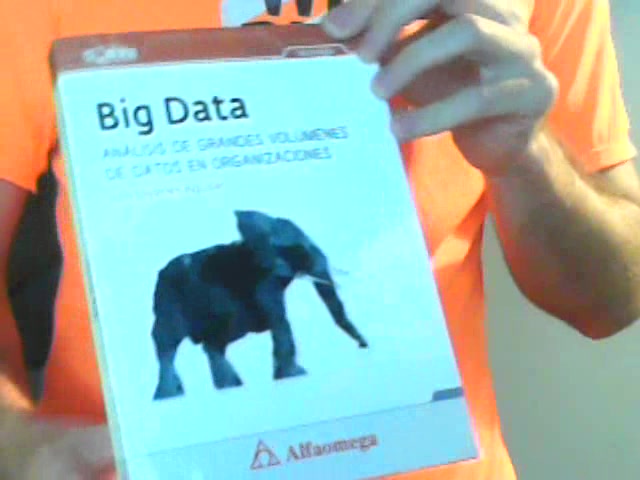 Big Data
ANÁLISIS DE GRANDES VOLÚMENES
DE DATOS EN ORGANIZACIONES
Alfaomega